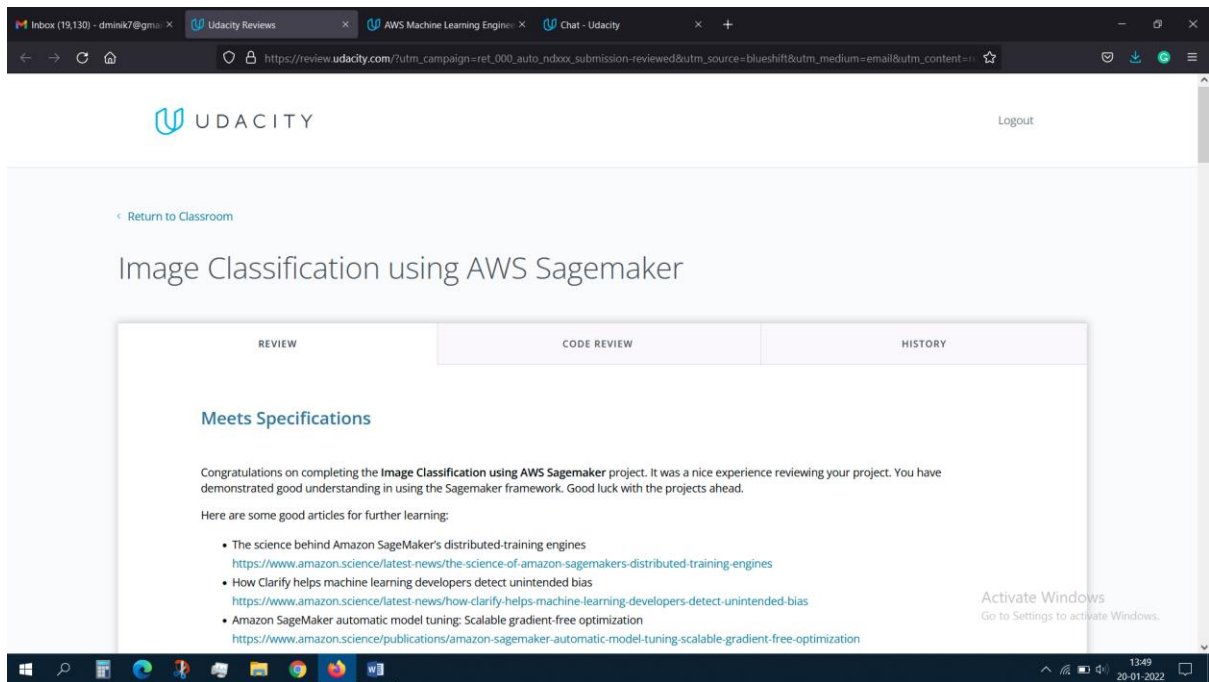 Inbox (19,130) - dminik7@gma
Udacity Reviews
AWS Machine Learning Enginee
Chat - Udacity
https://review.udacity.com/?utm_campaign=ret_000_auto_ndxxx_submission-reviewed&utm_source=blueshift&utm_medium=email&utm_content=r
UDACITY
Logout
Return to Classroom
Image Classification using AWS Sagemaker
REVIEW
CODE REVIEW
HISTORY
Meets Specifications
Congratulations on completing the Image Classification using AWS Sagemaker project. It was a nice experience reviewing your project. You have
demonstrated good understanding in using the Sagemaker framework. Good luck with the projects ahead.
Here are some good articles for further learning:
• The science behind Amazon SageMaker's distributed-training engines
https://www.amazon.science/latest-news/the-science-of-amazon-sagemakers-distributed-training-engines
• How Clarify helps machine learning developers detect unintended bias
https://www.amazon.science/latest-news/how-clarify-helps-machine-learning-developers-detect-unintended-bias
• Amazon SageMaker automatic model tuning: Scalable gradient-free optimization
https://www.amazon.science/publications/amazon-sagemaker-automatic-model-tuning-scalable-gradient-free-optimization
Activate Windows
Go to Settings to activate Windows.
13:49
20-01-2022